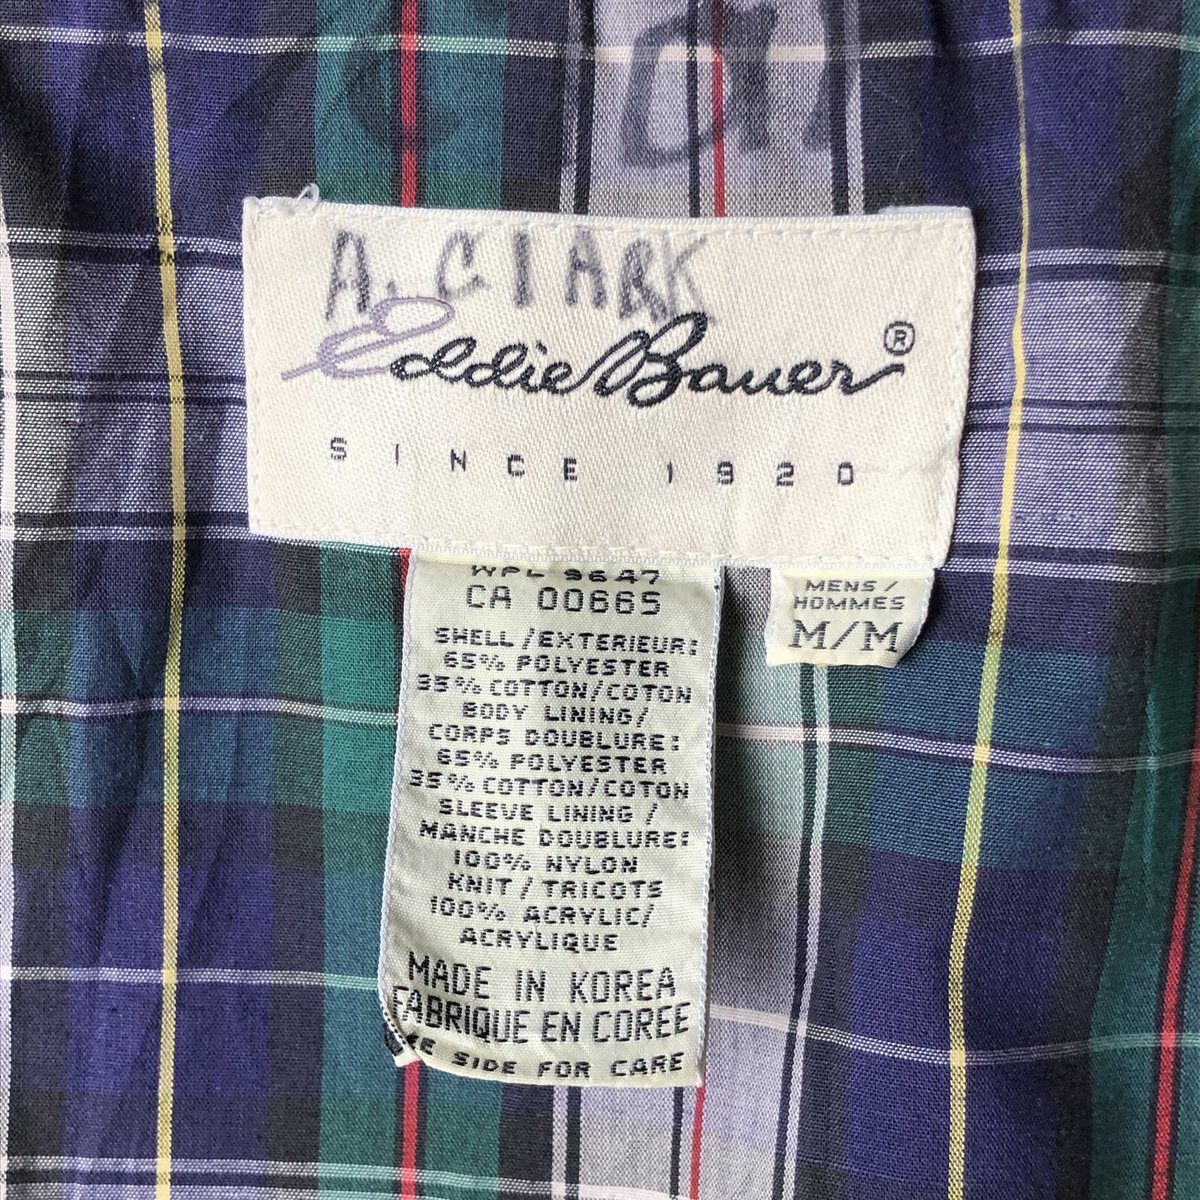 A. CLARK
Eddie Bauer®
SINCE 1920
WPL 9647
CA 00665
SHELL/EXTERIEUR:
65% POLYESTER
35% COTTON/COTON
BODY LINING/
CORPS DOUBLURE:
65% POLYESTER
35% COTTON/COTON
SLEEVE LINING/
MANCHE DOUBLURE:
100% NYLON
KNIT/TRICOTS
100% ACRYLIC/
ACRYLIQUE
MADE IN KOREA
FABRIQUE EN COREE
SIDE FOR CARE
MENS/
HOMMES
M/M